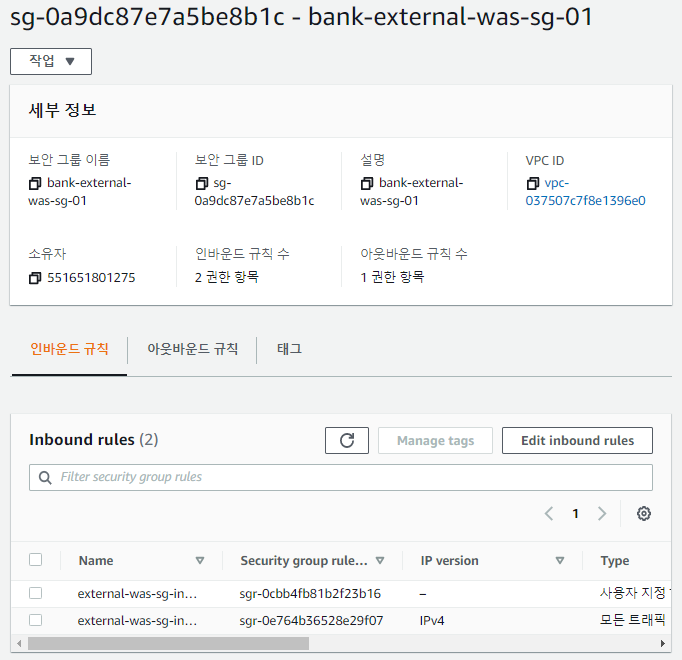 sg-0a9dc87e7a5be8b1c - bank-external-was-sg-01
작업 ▼
세부 정보
보안 그룹 이름
bank-external-
was-sg-01
보안 그룹 ID
sg-
0a9dc87e7a5be8b1c
설명
bank-external-
was-sg-01
VPC ID
vpc-
037507c7f8e1396e0
소유자
551651801275
인바운드 규칙 수
2 권한 항목
아웃바운드 규칙 수
1 권한 항목
인바운드 규칙 아웃바운드 규칙 태그
Inbound rules (2) Manage tags Edit inbound rules
Filter security group rules
1
Name Security group rule... IP version Type
external-was-sg-in... sgr-0cbb4fb81b2f23b16 – 사용자 지정
external-was-sg-in... sgr-0e764b36528e29f07 IPv4 모든 트래픽